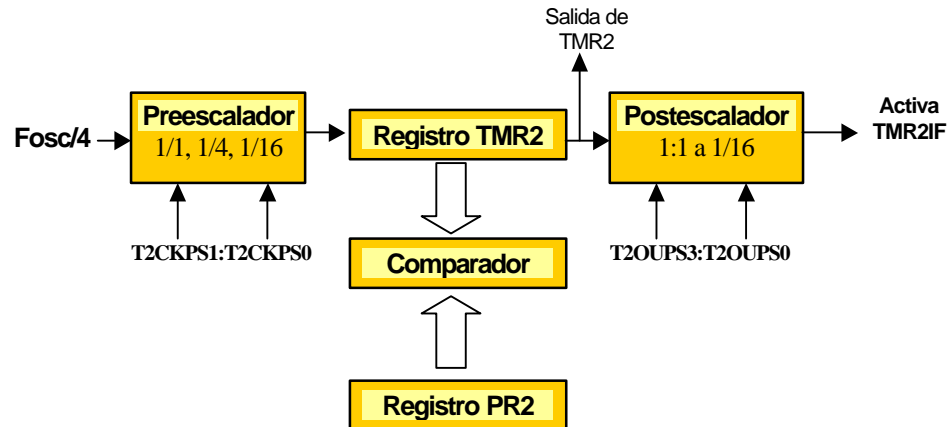 Salida de
TMR2
Preescalador
1/1, 1/4, 1/16
Fosc/4
Registro TMR2
Postescalador
1:1 a 1/16
Activa
TMR2IF
T2CKPS1:T2CKPS0
T2OUPS3:T2OUPS0
Comparador
Registro PR2